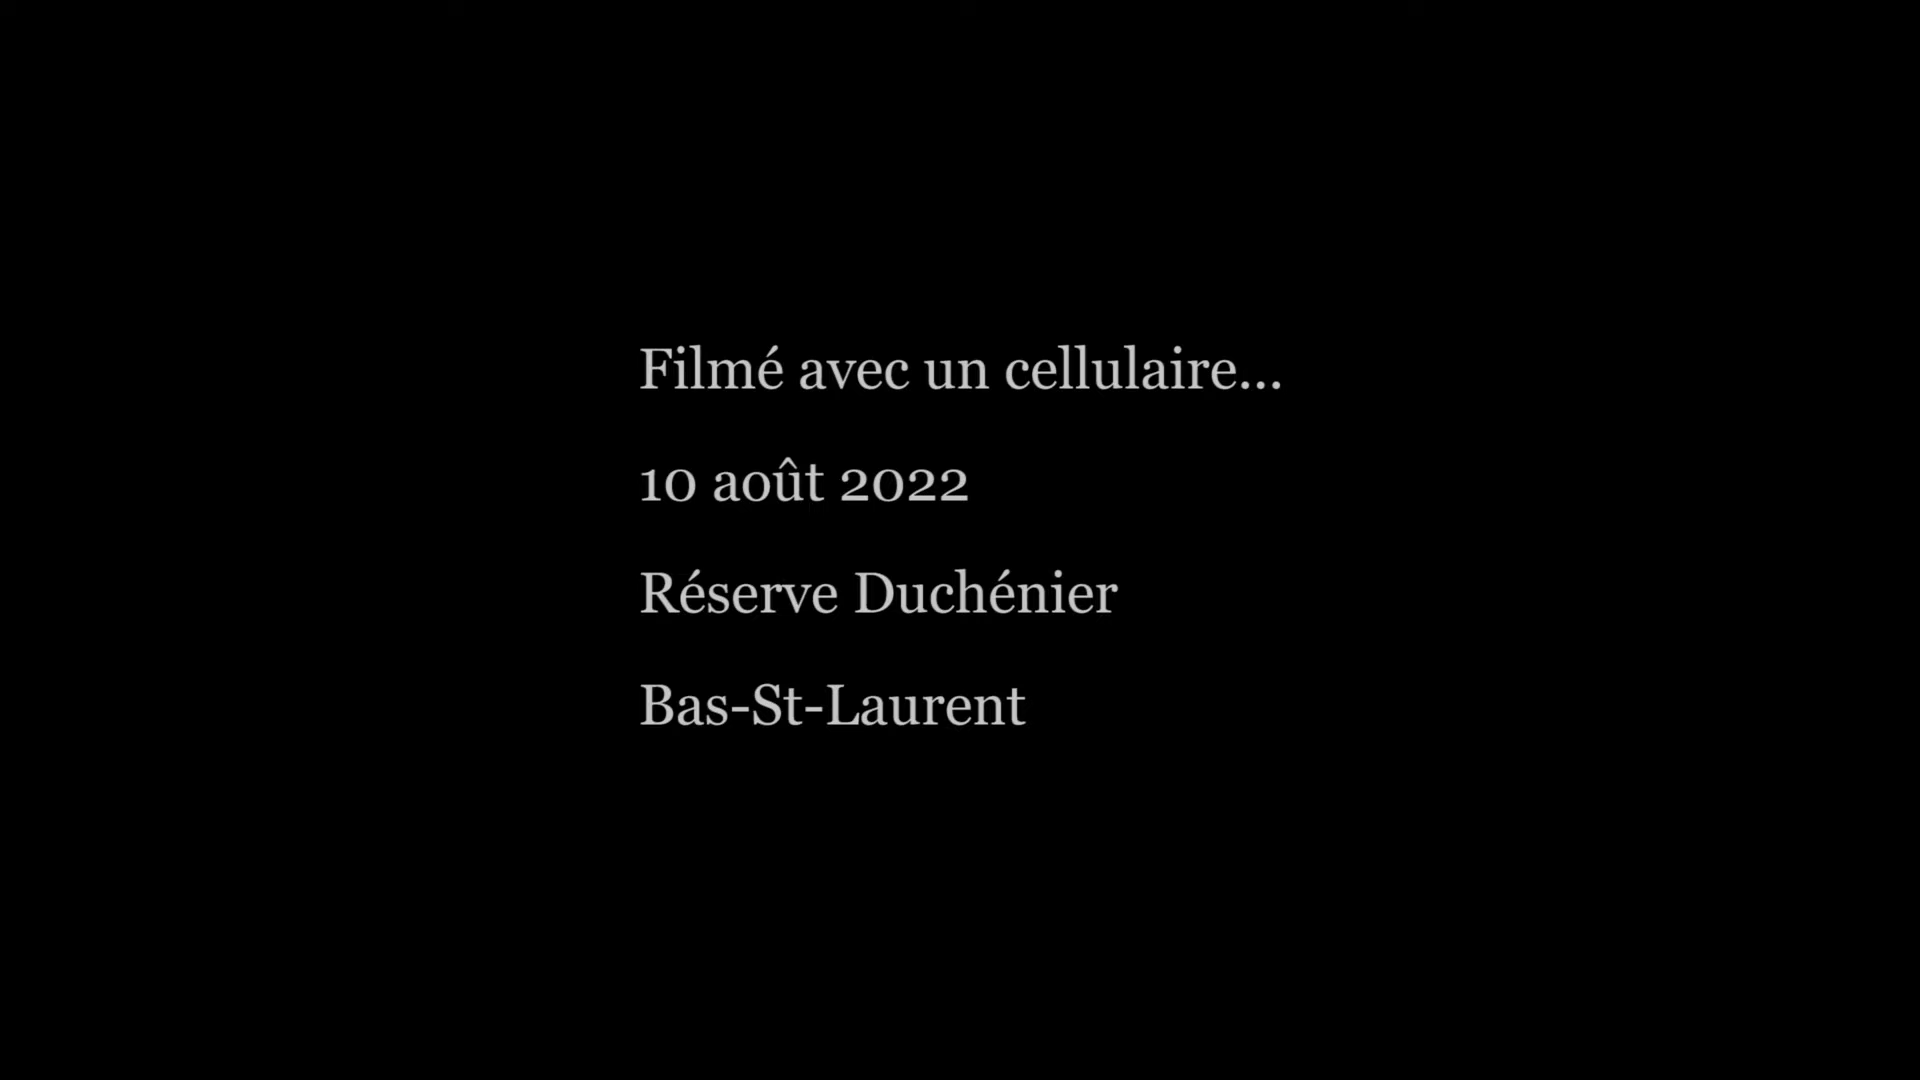 Filmé avec un cellulaire...
10 août 2022
Réserve Duchénier
Bas-St-Laurent